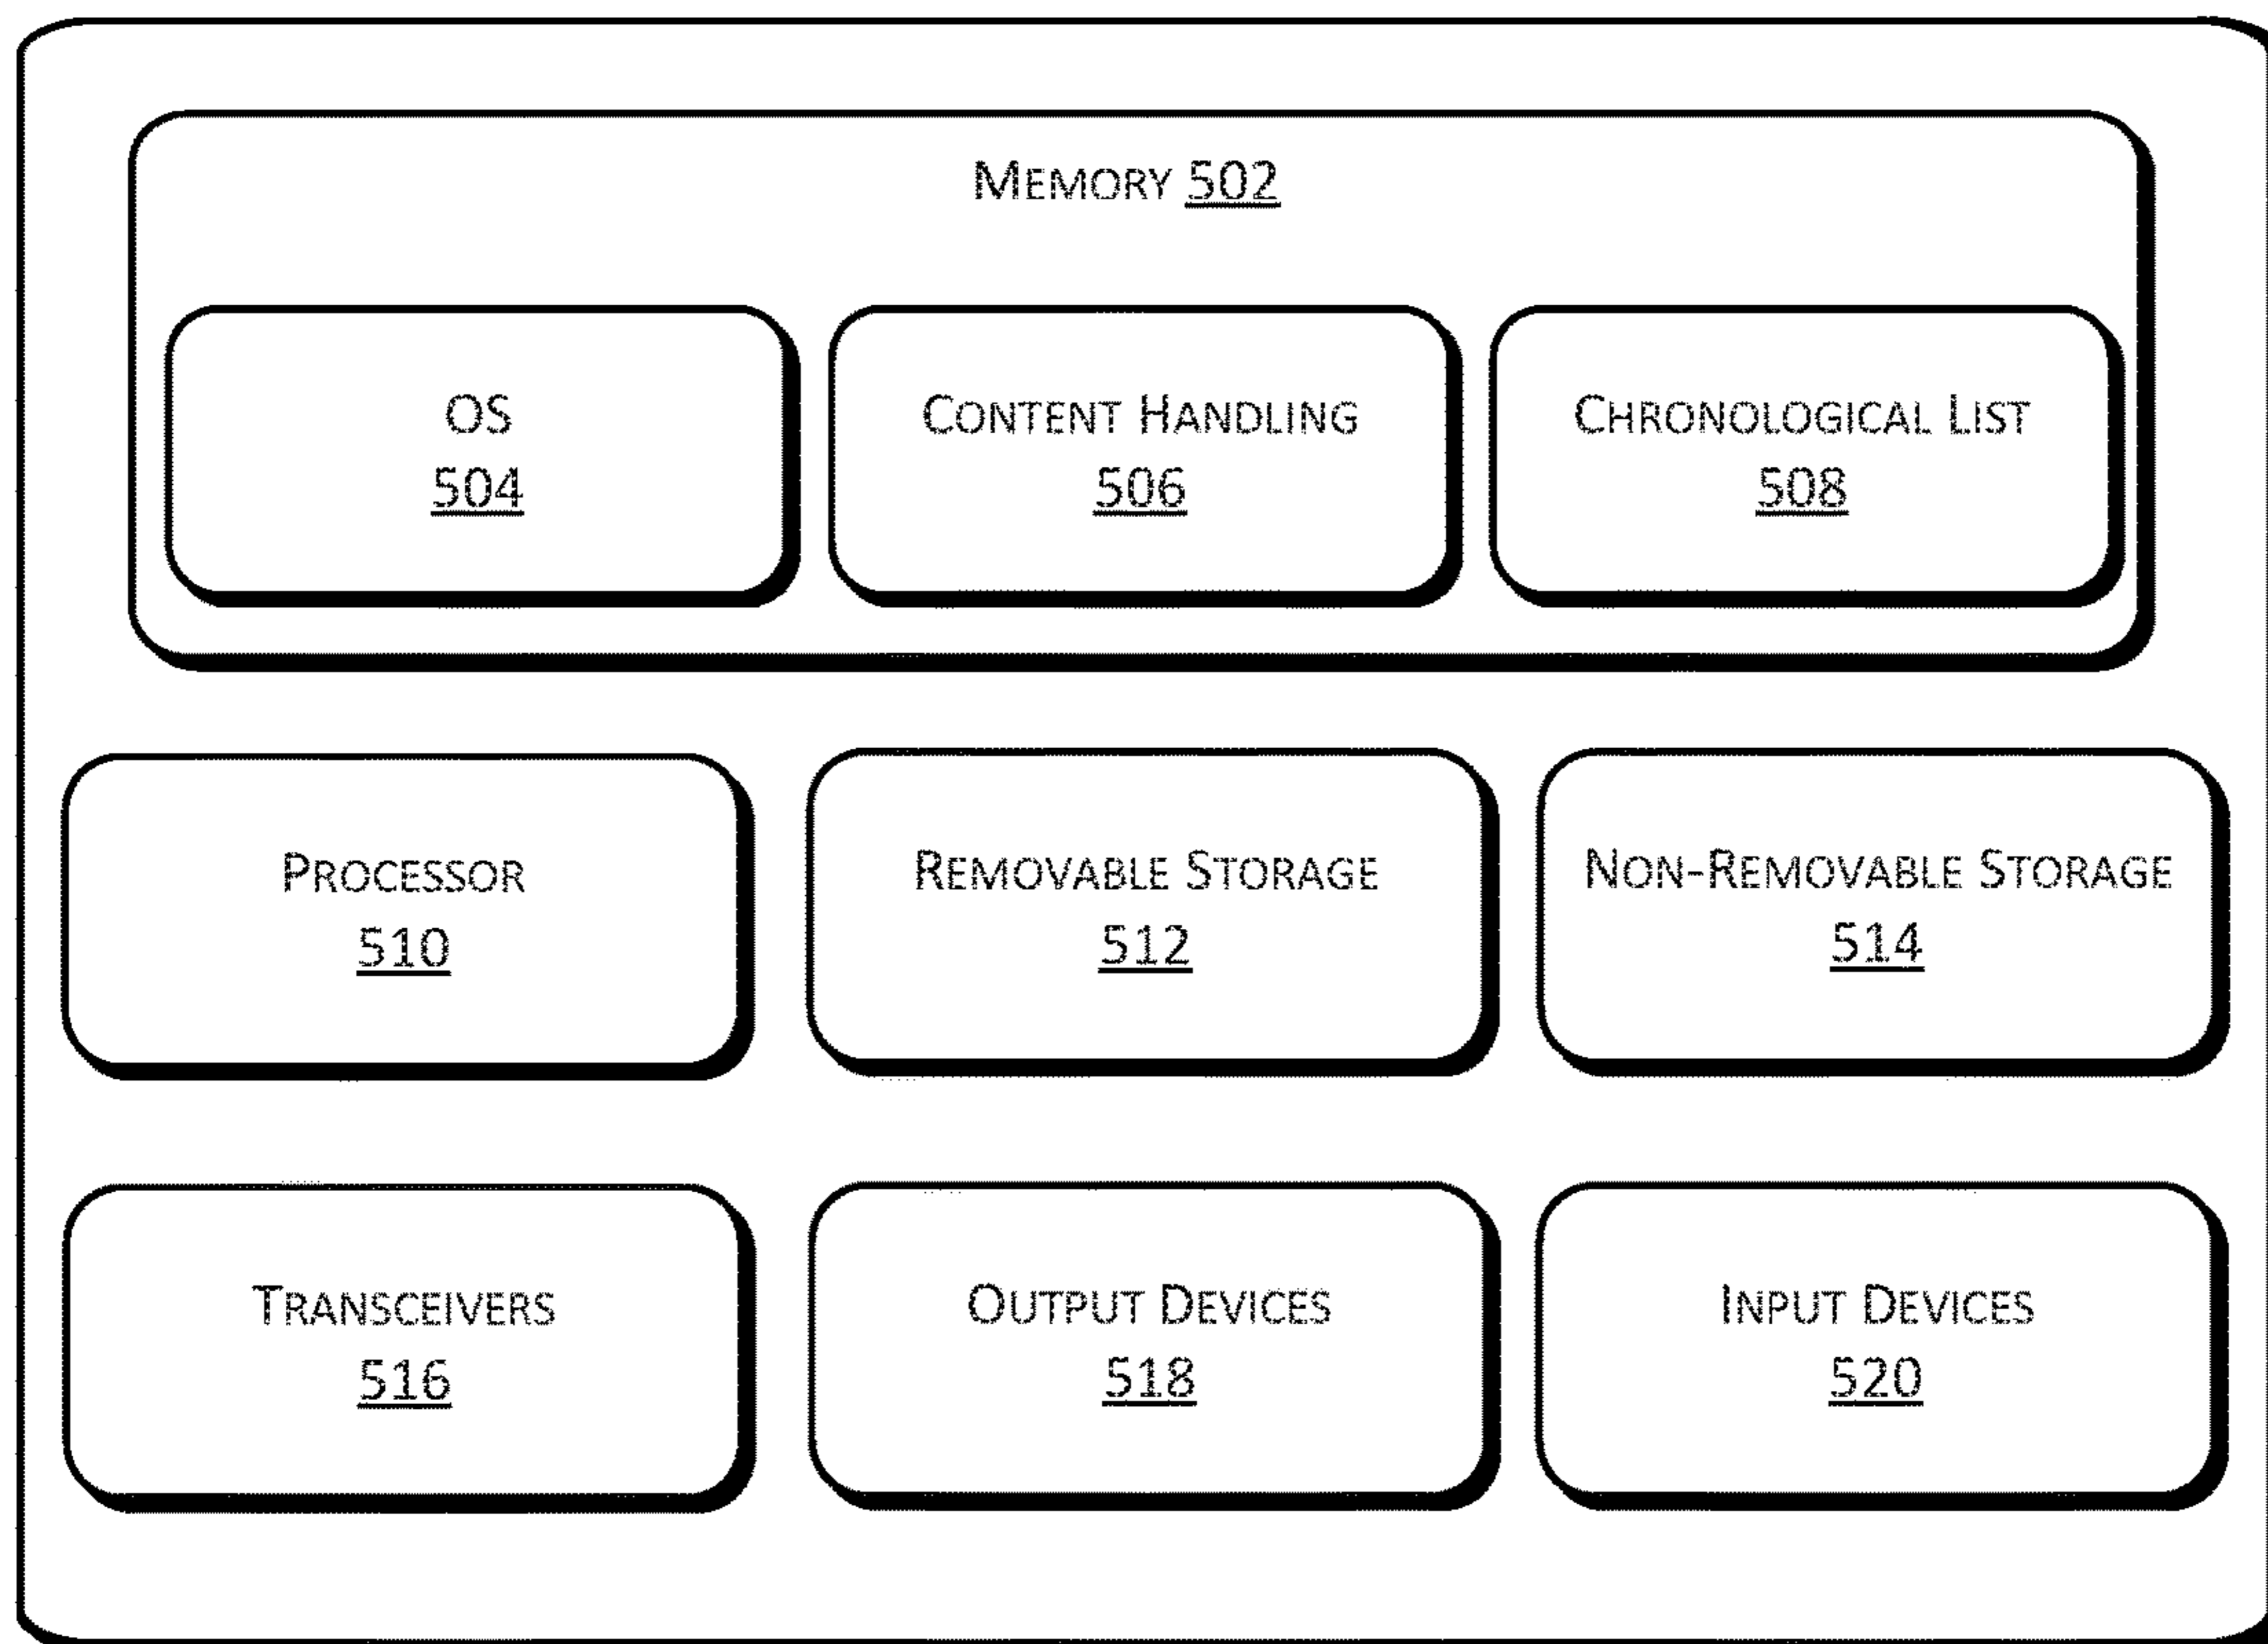 MEMORY 502
OS
504
CONTENT HANDLING
506
CHRONOLOGICAL LIST
508
PROCESSOR
510
REMOVABLE STORAGE
512
NON-REMOVABLE STORAGE
514
TRANSCEIVERS
516
OUTPUT DEVICES
518
INPUT DEVICES
520